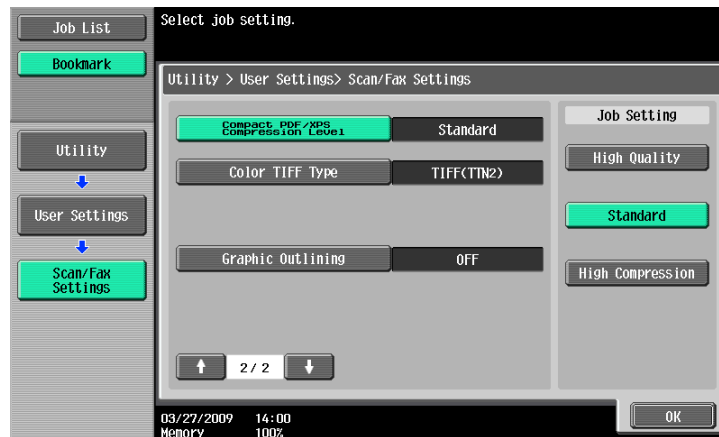 Job List
Bookmark
Utility
User Settings
Scan/Fax
Settings
Select job setting.
Utility > User Settings> Scan/Fax Settings
Compact PDF/XPS
Compression Level
Standard
Color TIFF Type
TIFF(TTN2)
Graphic Outlining
OFF
2/ 2
Job Setting
High Quality
Standard
High Compression
03/27/2009 14:00
Memory 100%
OK